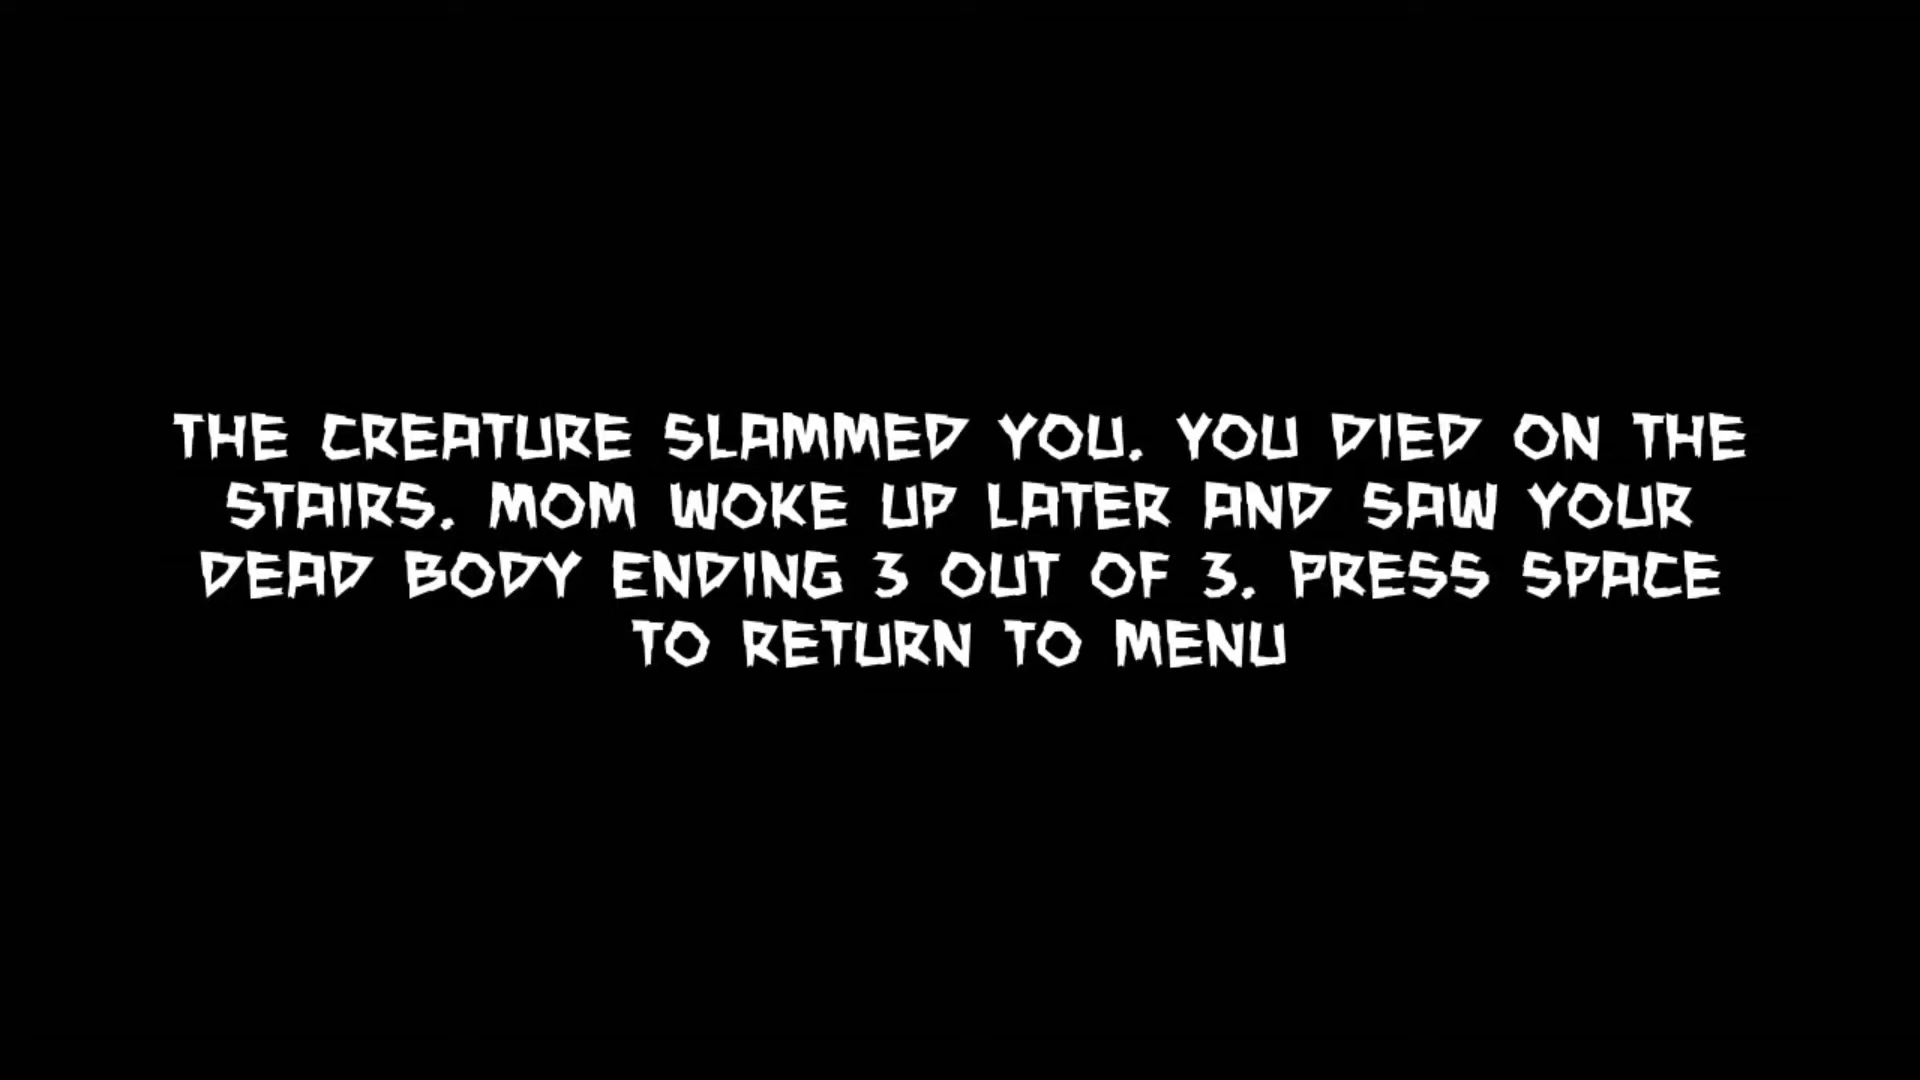 THE CREATURE SLAMMED YOU. YOU DIED ON THE
STAIRS. MOM WOKE UP LATER AND SAW YOUR
DEAD BODY ENDING 3 OUT OF 3. PRESS SPACE
TO RETURN TO MENU